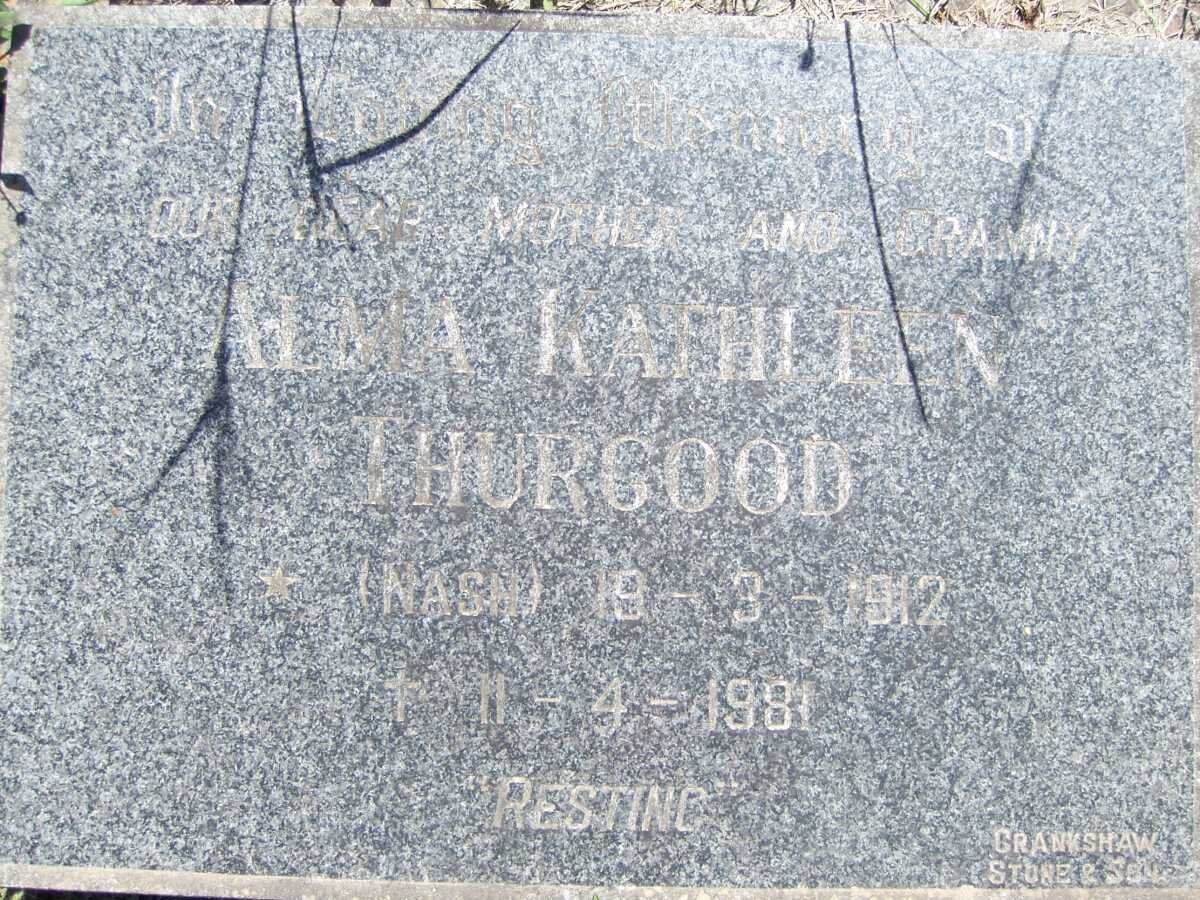 In Loving Memory of
OUR DEAR MOTHER AND GRANNY
ALMA KATHLEEN
THURGOOD
★ (NASH) 19 - 3 - 1912
† 11 - 4 - 1981
"RESTING"
CRANKSHAW
STONE & SON